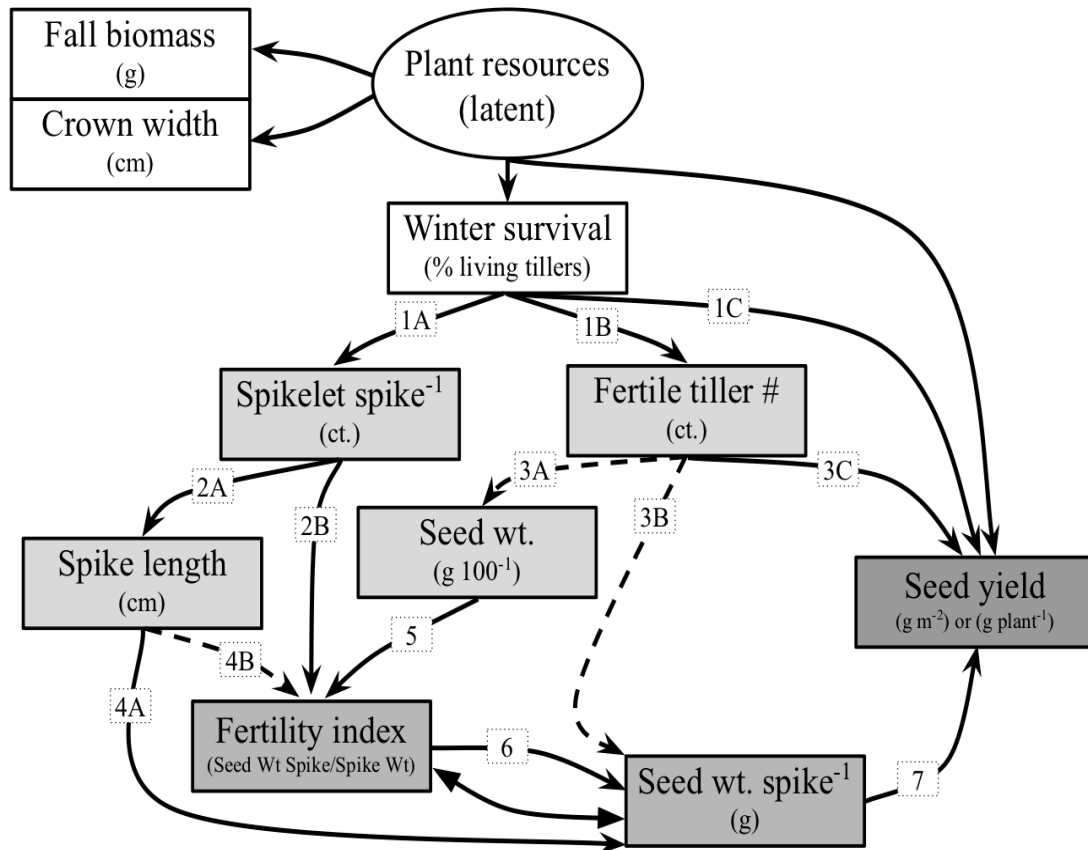 Fall biomass
(g)
Crown width
(cm)
Plant resources
(latent)
Winter survival
(% living tillers)
1A
1B
1C
Spikelet spike⁻¹
(ct.)
Fertile tiller #
(ct.)
2A
2B
3A
3B
3C
Spike length
(cm)
Seed wt.
(g 100⁻¹)
Seed yield
(g m⁻²) or (g plant⁻¹)
4A
4B
5
Fertility index
(Seed Wt Spike/Spike Wt)
6
Seed wt. spike⁻¹
(g)
7